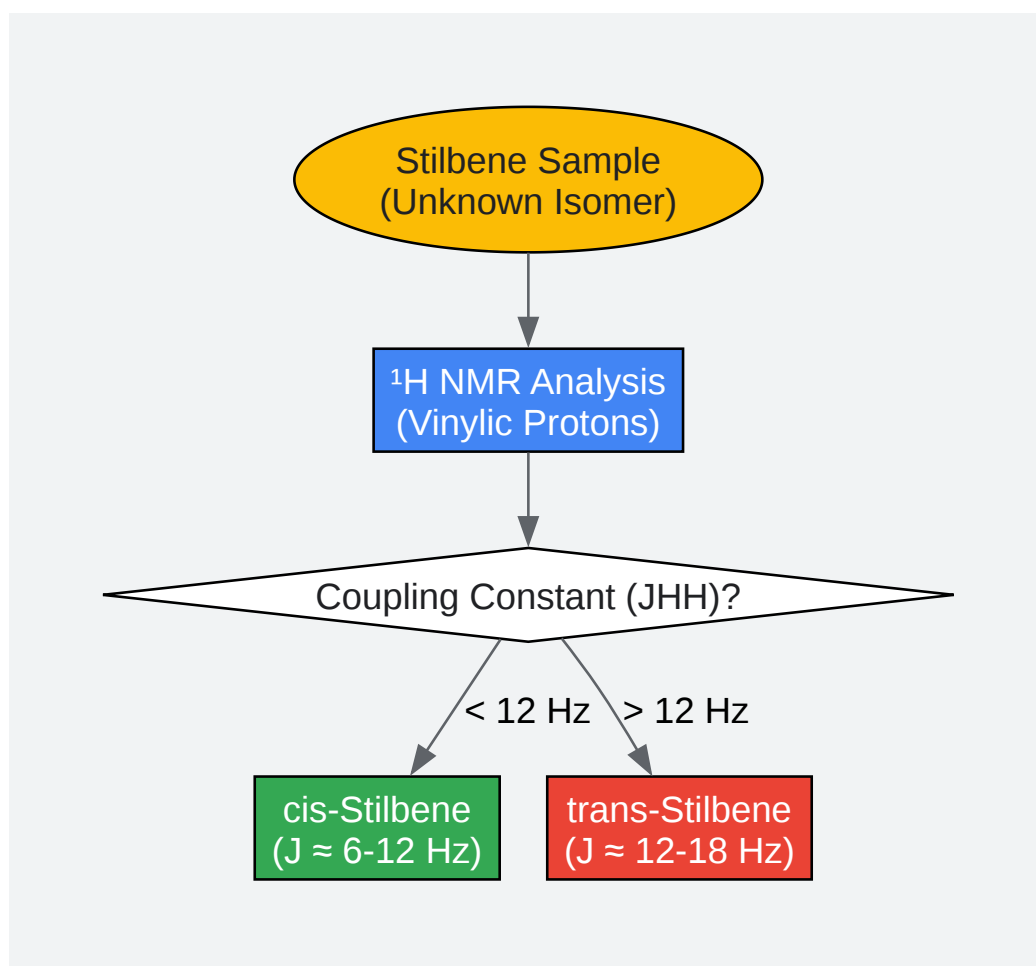 Stilbene Sample
(Unknown Isomer)
¹H NMR Analysis
(Vinylic Protons)
Coupling Constant (JHH)?
< 12 Hz
> 12 Hz
cis-Stilbene
(J ≈ 6-12 Hz)
trans-Stilbene
(J ≈ 12-18 Hz)